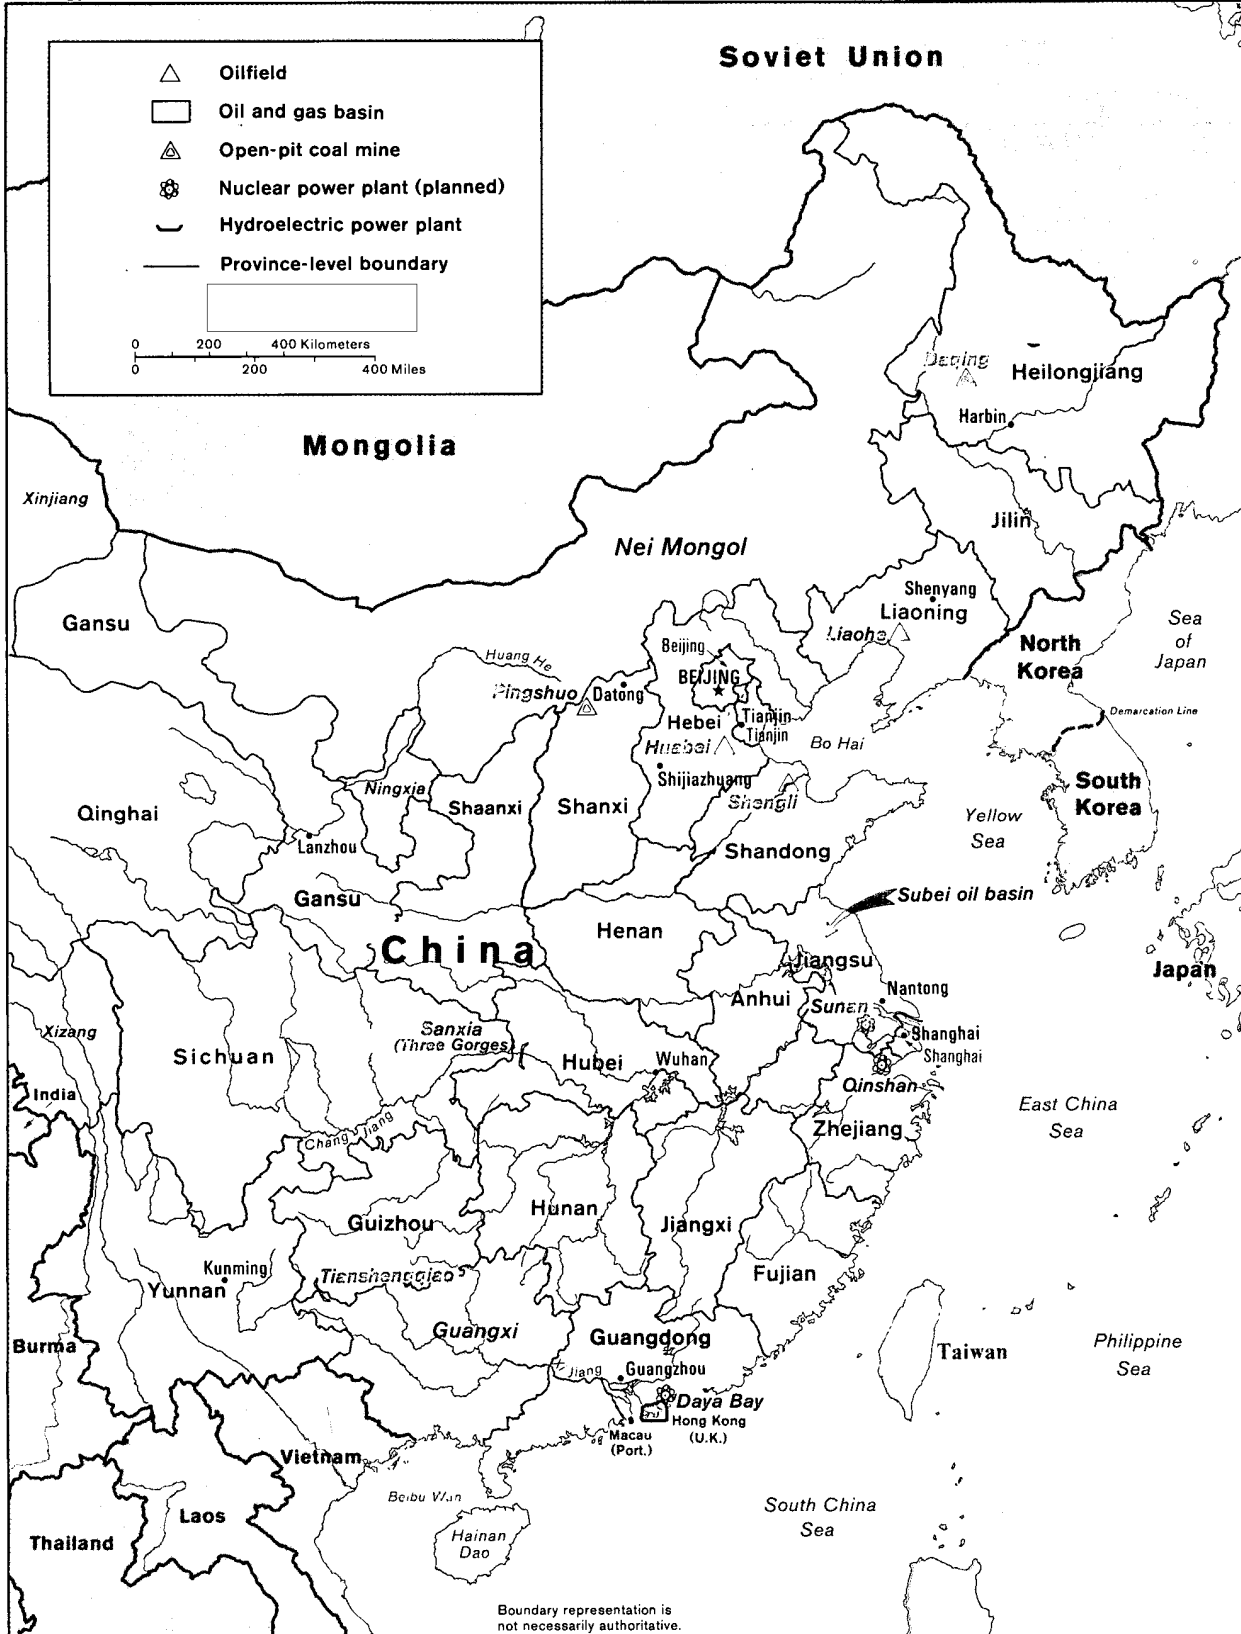 Soviet Union
Oilfield
Oil and gas basin
Open-pit coal mine
Nuclear power plant (planned)
Hydroelectric power plant
Province-level boundary
0 200 400 Kilometers
0 200 400 Miles
Daqing
Heilongjiang
Harbin
Mongolia
Xinjiang
Jilin
Nei Mongol
Shenyang
Liaoning
Liaohe
Gansu
Sea
of
Japan
North
Korea
Huang He
Beijing
BEIJING
Pingshuo
Datong
Demarcation Line
Hebei
Tianjin
Tianjin
Huabei
Bo Hai
Shijiazhuang
Shengli
South
Korea
Ningxia
Qinghai
Shaanxi
Shanxi
Yellow
Sea
Lanzhou
Shandong
Gansu
Subei oil basin
Henan
China
Jiangsu
Japan
Anhui
Nantong
Sunan
Xizang
Sichuan
Sanxia
(Three Gorges)
Hubei
Wuhan
Shanghai
Shanghai
Qinshan
India
East China
Sea
Chang Jiang
Zhejiang
Hunan
Guizhou
Jiangxi
Kunming
Yunnan
Tianshengqiao
Fujian
Guangxi
Guangdong
Burma
Taiwan
Philippine
Sea
Xi Jiang
Guangzhou
Daya Bay
Hong Kong
(U.K.)
Macau
(Port.)
Vietnam
Beibu Wan
Laos
South China
Sea
Hainan
Dao
Thailand
Boundary representation is
not necessarily authoritative.